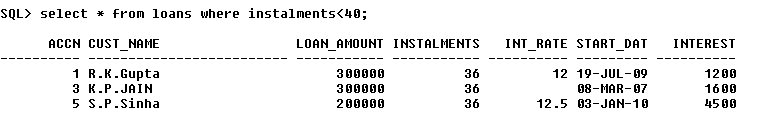 SQL> select * from loans where instalments<40;
ACCN CUST_NAME LOAN_AMOUNT INSTALMENTS INT_RATE START_DAT INTEREST
---------- -------------------- ----------- ----------- ---------- --------- ----------
1 R.K.Gupta 300000 36 12 19-JUL-09 1200
3 K.P.JAIN 300000 36 08-MAR-07 1600
5 S.P.Sinha 200000 36 12.5 03-JAN-10 4500